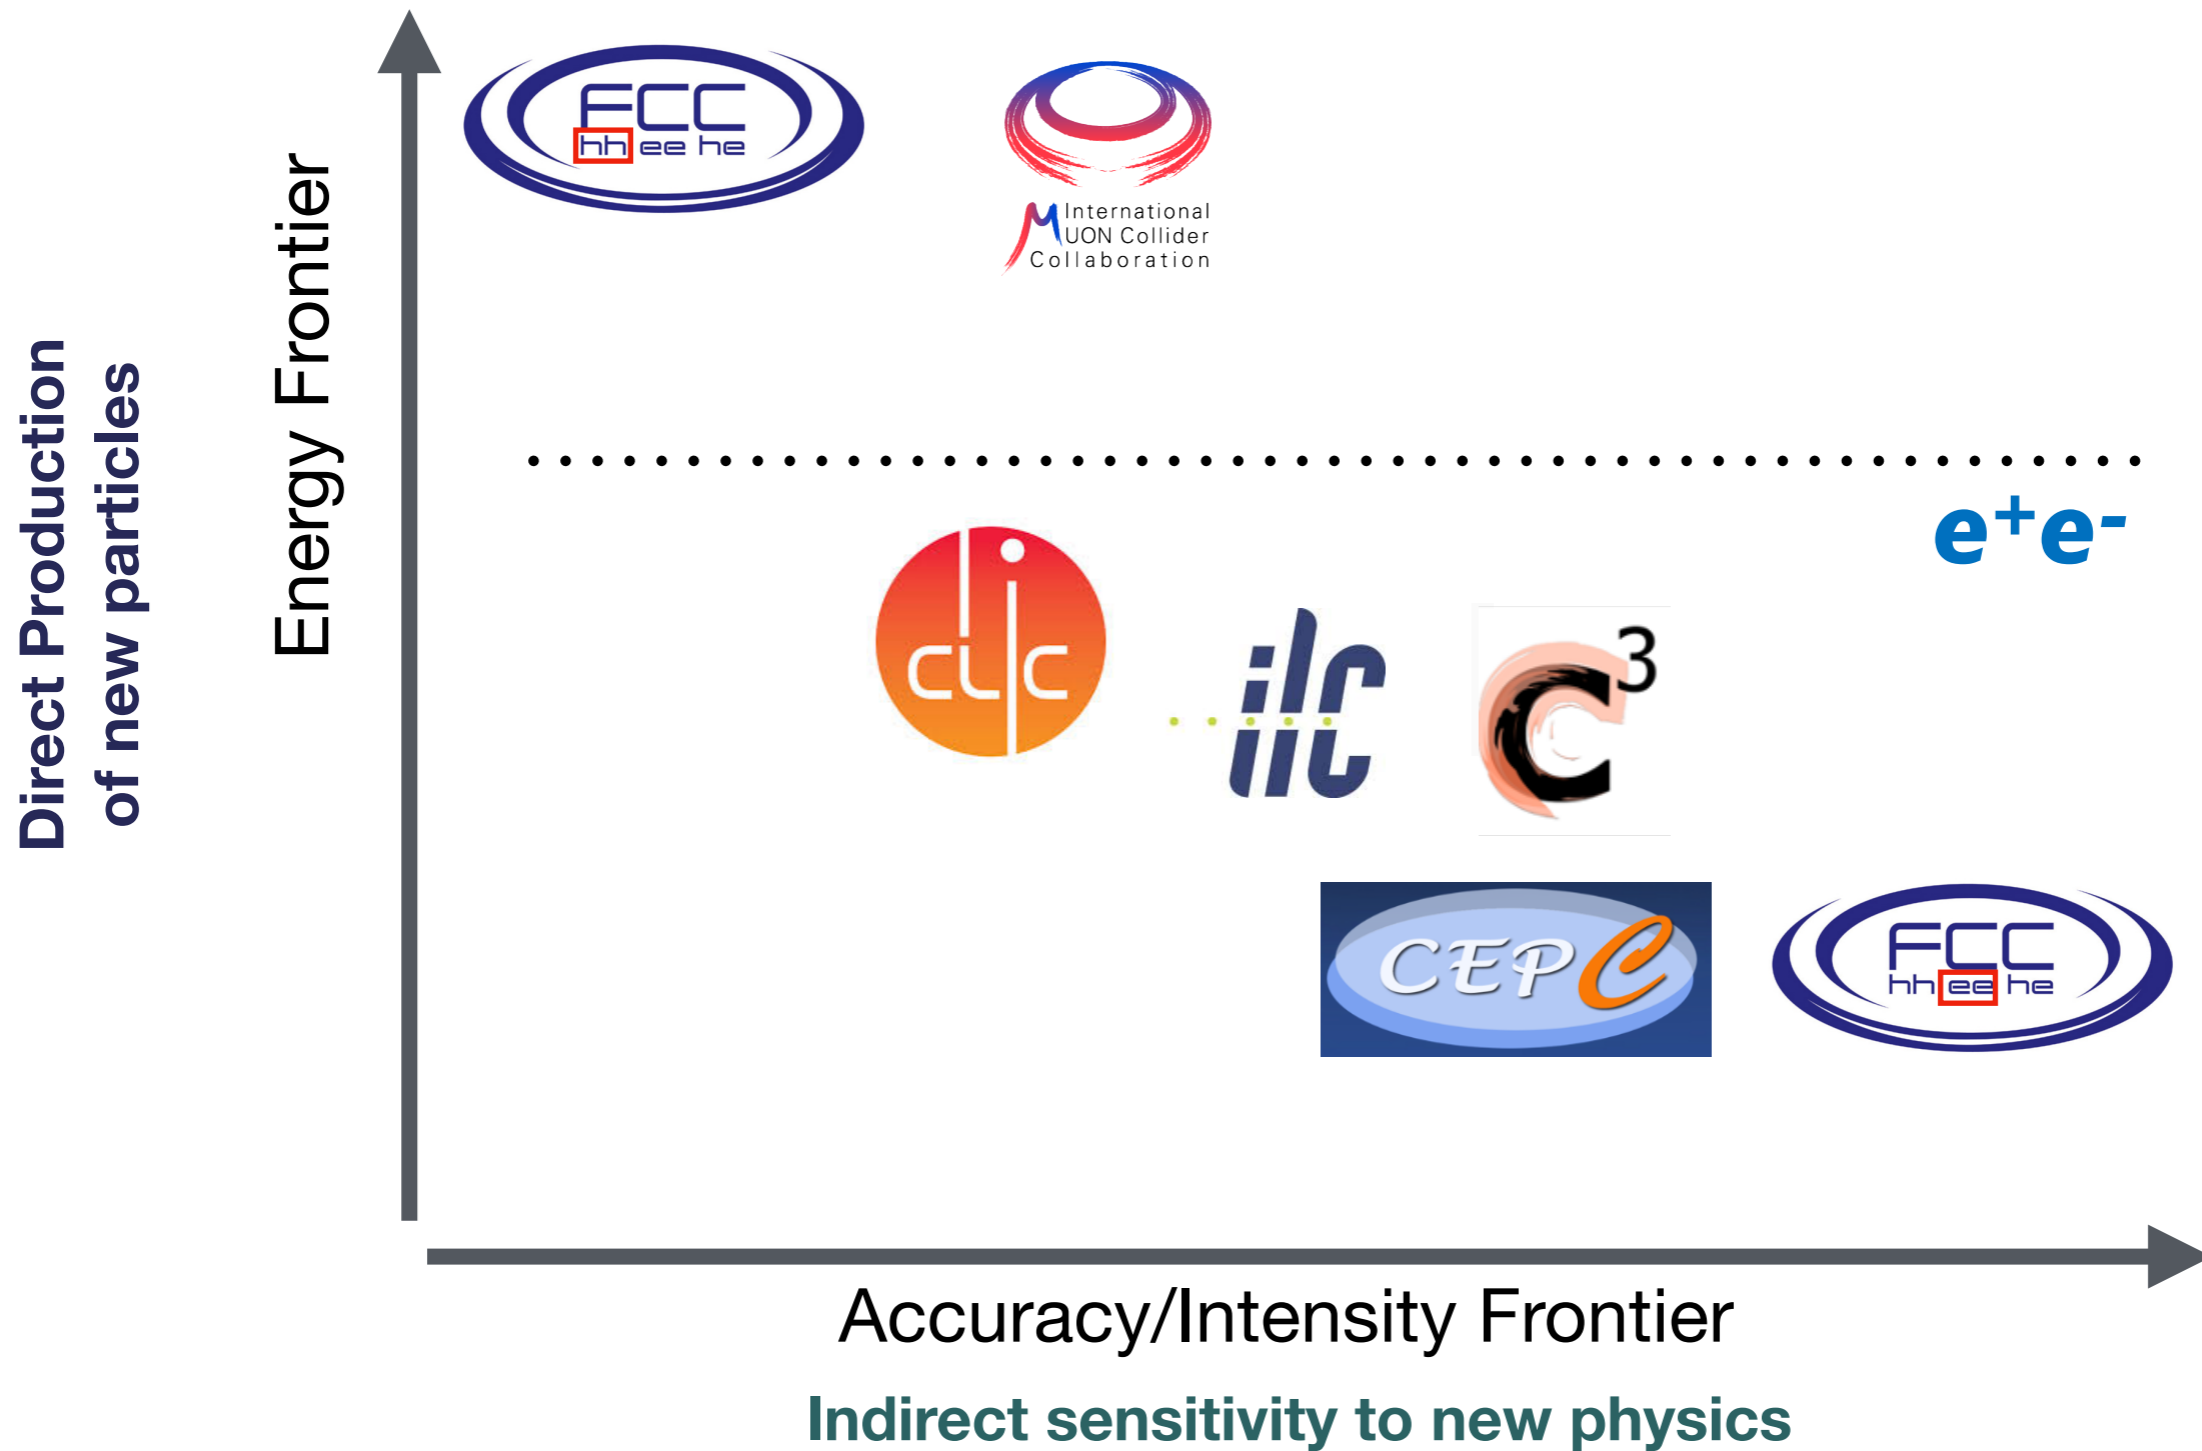 Direct Production
of new particles
Energy Frontier
FCC
hh ee he
International
MUON Collider
Collaboration
e+e-
clic
ilc
C3
CEPC
FCC
hh ee he
Accuracy/Intensity Frontier
Indirect sensitivity to new physics